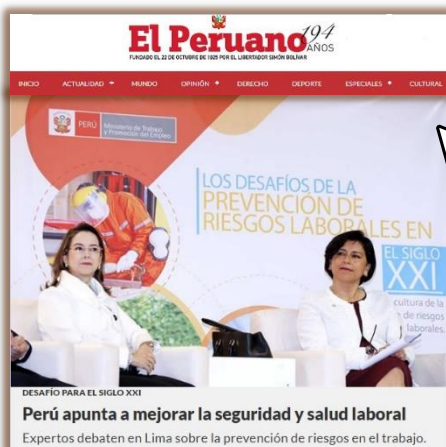 El Peruano
194
AÑOS
FUNDADO EL 22 DE OCTUBRE DE 1825 POR EL LIBERTADOR SIMÓN BOLÍVAR
INICIO ACTUALIDAD MUNDO OPINIÓN DERECHO DEPORTE ESPECIALES CULTURAL
PERÚ
Ministerio de Trabajo
y Promoción del Empleo
LOS DESAFÍOS DE LA
PREVENCIÓN DE
RIESGOS LABORALES EN
EL SIGLO
XXI
cultura de la
de riesgos
laborales.
DESAFÍO PARA EL SIGLO XXI
Perú apunta a mejorar la seguridad y salud laboral
Expertos debaten en Lima sobre la prevención de riesgos en el trabajo.